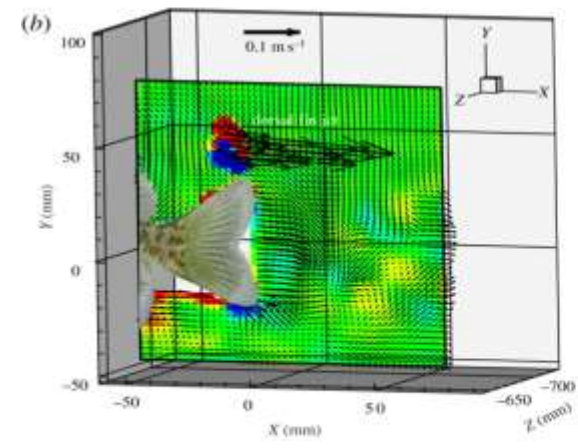 (b)
100
0.1 m s⁻¹
Y
Z
X
dorsal fin jet
50
Y (mm)
0
-50
-50
0
50
-650
-700
X (mm)
Z (mm)